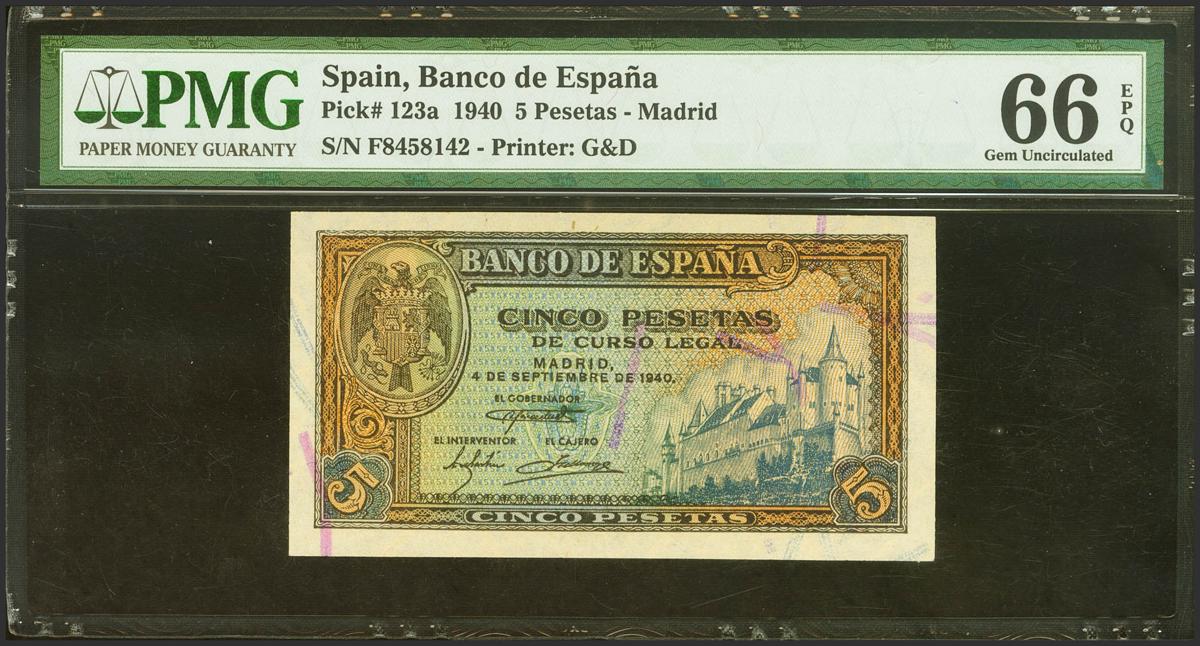 PMG
PAPER MONEY GUARANTY
Spain, Banco de España
Pick# 123a 1940 5 Pesetas - Madrid
S/N F8458142 - Printer: G&D
66
EPQ
Gem Uncirculated
BANCO DE ESPAÑA
CINCO PESETAS
DE CURSO LEGAL
MADRID,
4 DE SEPTIEMBRE DE 1940.
EL GOBERNADOR
EL INTERVENTOR EL CAJERO
5 5
CINCO PESETAS